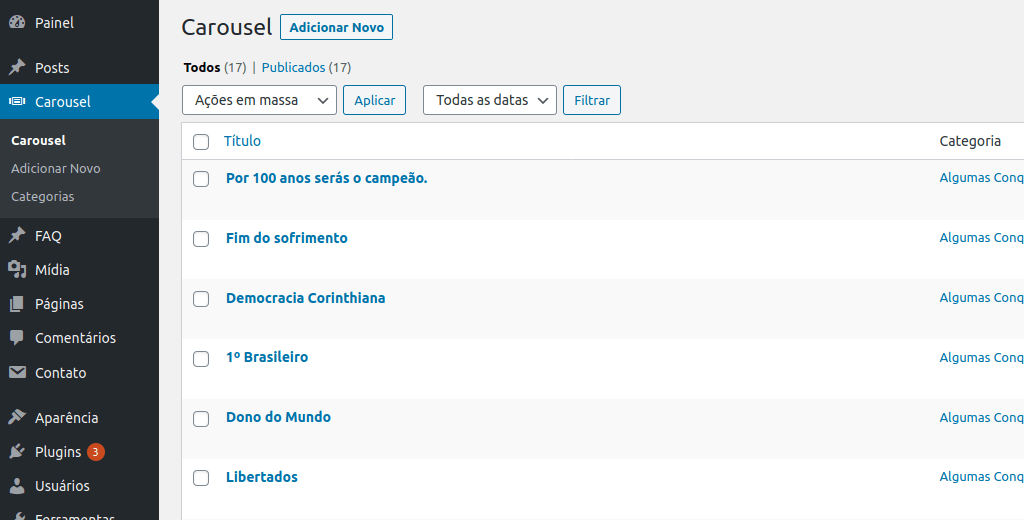 Painel
Posts
Carousel
Carousel
Adicionar Novo
Categorias
FAQ
Mídia
Páginas
Comentários
Contato
Aparência
Plugins 3
Usuários
Ferramentas
Carousel Adicionar Novo
Todos (17) | Publicados (17)
Ações em massa Aplicar Todas as datas Filtrar
Título Categoria
Por 100 anos serás o campeão. Algumas Conq
Fim do sofrimento Algumas Conq
Democracia Corinthiana Algumas Conq
1º Brasileiro Algumas Conq
Dono do Mundo Algumas Conq
Libertados Algumas Conq